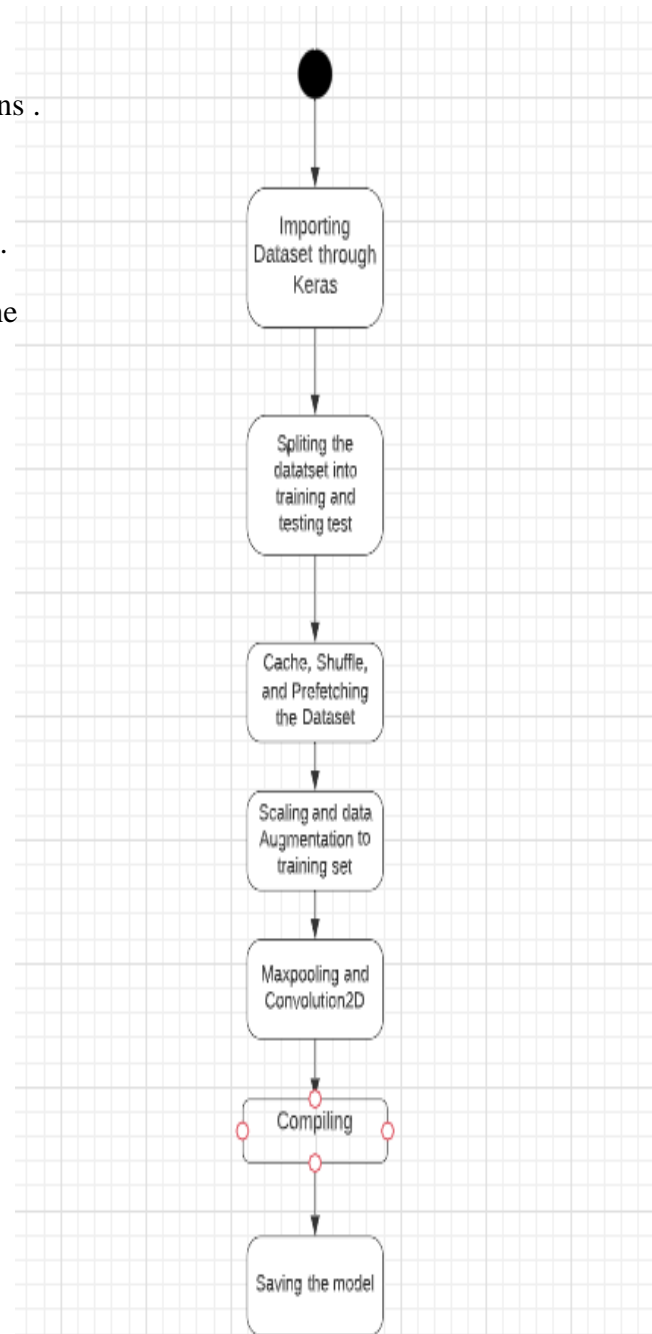 ns .
.
ne
Importing
Dataset through
Keras
Spliting the
datatset into
training and
testing test
Cache, Shuffle,
and Prefetching
the Dataset
Scaling and data
Augmentation to
training set
Maxpooling and
Convolution2D
Compiling
Saving the model